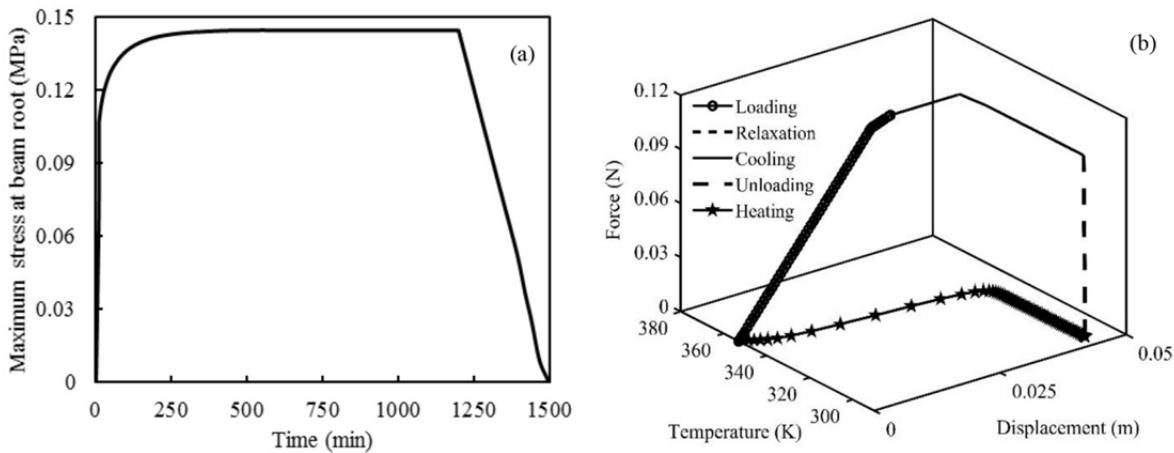 (a)
Maximum stress at beam root (MPa)
0.15
0.12
0.09
0.06
0.03
0
0
250
500
750
1000
1250
1500
Time (min)
(b)
Loading
Relaxation
Cooling
Unloading
Heating
Force (N)
0.12
0.09
0.06
0.03
0
380
360
340
320
300
Temperature (K)
0
0.025
0.05
Displacement (m)